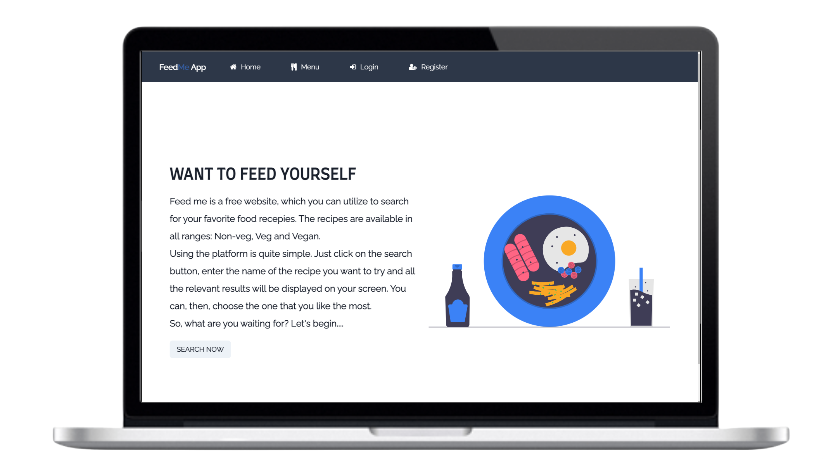 FeedMe App Home Menu Login Register
WANT TO FEED YOURSELF
Feed me is a free website, which you can utilize to search
for your favorite food recepies. The recipes are available in
all ranges: Non-veg, Veg and Vegan.
Using the platform is quite simple. Just click on the search
button, enter the name of the recipe you want to try and all
the relevant results will be displayed on your screen. You
can, then, choose the one that you like the most.
So, what are you waiting for? Let's begin....
SEARCH NOW